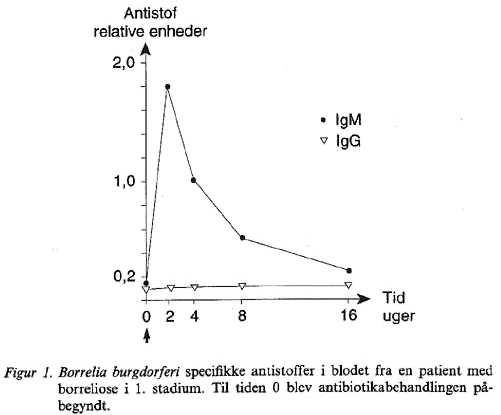 Antistof
relative enheder
2,0
1,0
0,2
IgM
IgG
0 2 4 8 16
Tid
uger
Figur 1. Borrelia burgdorferi specifikke antistoffer i blodet fra en patient med
borreliose i 1. stadium. Til tiden 0 blev antibiotikabehandlingen på-
begyndt.